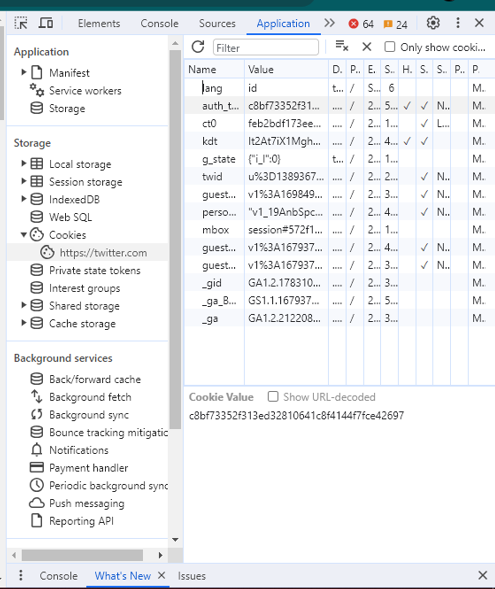 Elements Console Sources Application 64 24
Application
Manifest
Service workers
Storage
Storage
Local storage
Session storage
IndexedDB
Web SQL
Cookies
https://twitter.com
Private state tokens
Interest groups
Shared storage
Cache storage
Background services
Back/forward cache
Background fetch
Background sync
Bounce tracking mitigatic
Notifications
Payment handler
Periodic background sync
Push messaging
Reporting API
Filter Only show cooki...
Name Value D. P.. E. S.. H. S. S. P.. P
lang id t... / S... 6 M..
auth_t... c8bf73352f31... .... / 2... 5... ✓ ✓ N... M..
ct0 feb2bdf173ee... .... / 2... 1... ✓ L... M..
kdt It2At7iX1Mgh... .... / 2... 4... ✓ ✓ M..
g_state {"i_l":0} t... / 2... 1... M..
twid u%3D1389367... .... / 2... 2... ✓ N... M..
guest... v1%3A169849... .... / 2... 3... ✓ N... M..
perso... "v1_19AnbSpc... .... / 2... 4... ✓ N... M..
mbox session#572f1... .... / 2... 1... M..
guest... v1%3A167937... .... / 2... 4... ✓ N... M..
guest... v1%3A167937... .... / 2... 3... ✓ N... M..
_gid GA1.2.178310... .... / 2... 3... M..
_ga_B... GS1.1.167937... .... / 2... 5... M..
_ga GA1.2.212208... .... / 2... 3... M..
Cookie Value Show URL-decoded
c8bf73352f313ed32810641c8f4144f7fce42697
Console What's New Issues